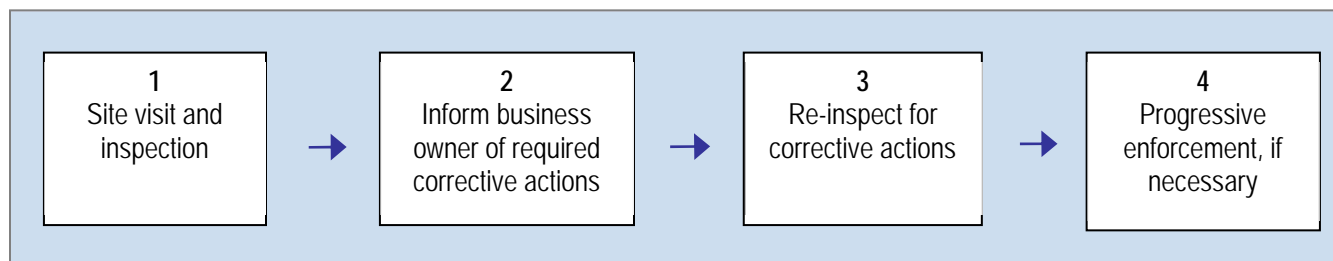 1
Site visit and
inspection
2
Inform business
owner of required
corrective actions
3
Re-inspect for
corrective actions
4
Progressive
enforcement, if
necessary